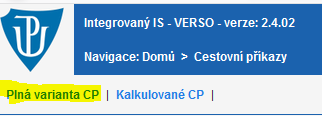 Integrovaný IS - VERSO - verze: 2.4.02
Navigace: Domů > Cestovní příkazy
Plná varianta CP | Kalkulované CP |